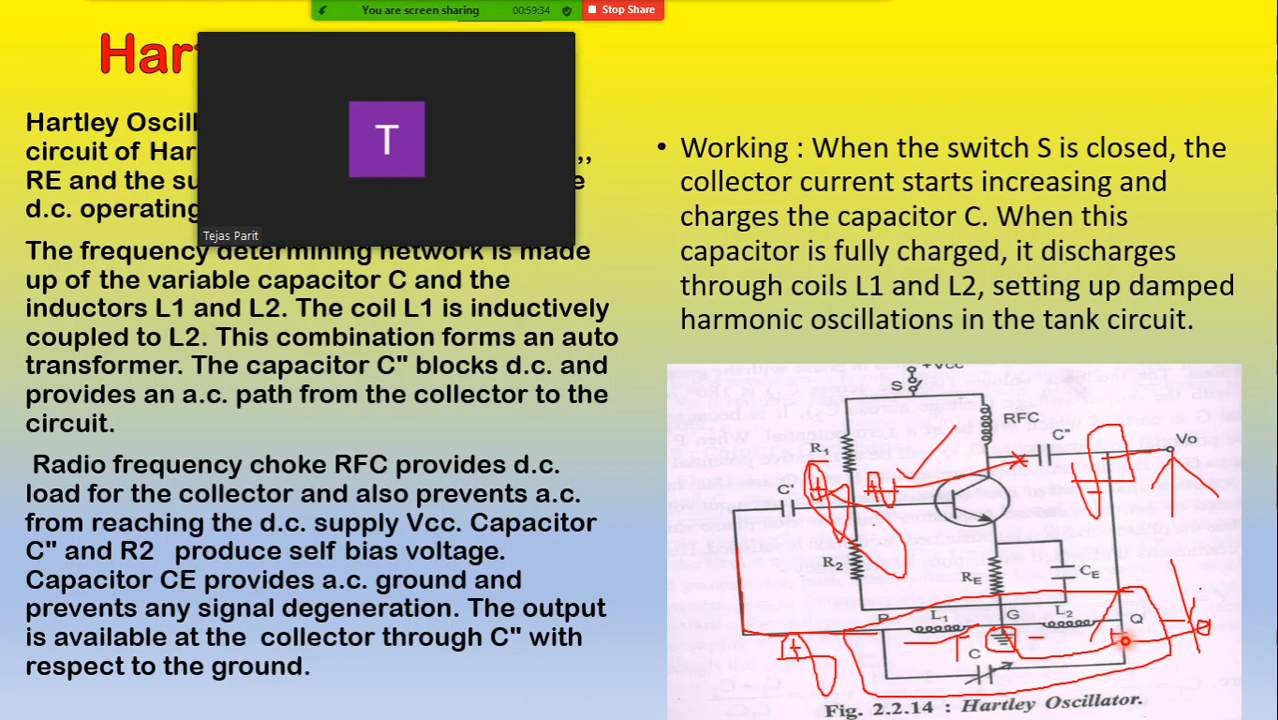 You are screen sharing
00:59:34
Stop Share
T
Tejas Parit
Hartley
circuit of
RE and the
d.c. operating
The frequency determining network is made
up of the variable capacitor C and the
inductors L1 and L2. The coil L1 is inductively
coupled to L2. This combination forms an auto
transformer. The capacitor C" blocks d.c. and
provides an a.c. path from the collector to the
circuit.
Radio frequency choke RFC provides d.c.
load for the collector and also prevents a.c.
from reaching the d.c. supply Vcc. Capacitor
C" and R2 produce self bias voltage.
Capacitor CE provides a.c. ground and
prevents any signal degeneration. The output
is available at the collector through C" with
respect to the ground.
• Working : When the switch S is closed, the
collector current starts increasing and
charges the capacitor C. When this
capacitor is fully charged, it discharges
through coils L1 and L2, setting up damped
harmonic oscillations in the tank circuit.
+Vcc
S
RFC
R1
C"
Vo
C'
R2
RE
CE
P
L1
G
L2
Q
C
Fig. 2.2.14 : Hartley Oscillator.